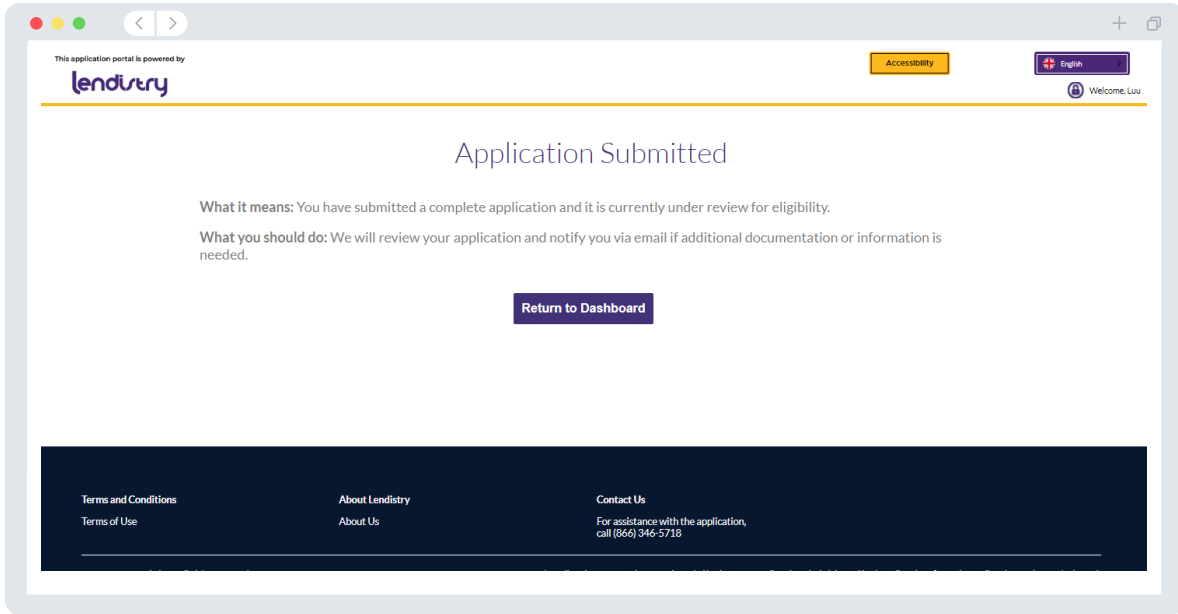 This application portal is powered by
lendistry
Accessibility
English
Welcome, Luu
Application Submitted
What it means: You have submitted a complete application and it is currently under review for eligibility.
What you should do: We will review your application and notify you via email if additional documentation or information is
needed.
Return to Dashboard
Terms and Conditions
Terms of Use
About Lendistry
About Us
Contact Us
For assistance with the application,
call (866) 346-5718